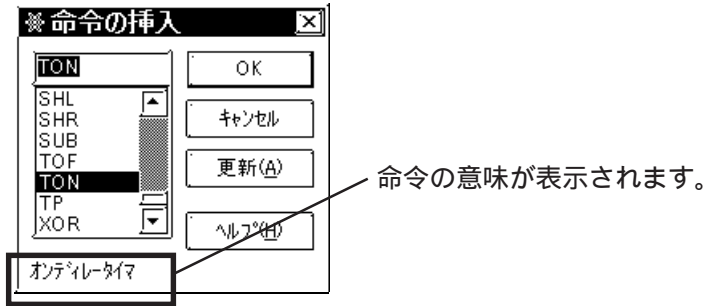 ※命令の挿入
TON
SHL
SHR
SUB
TOF
TON
TP
XOR
OK
ｷｬﾝｾﾙ
更新(A)
ﾍﾙﾌﾟ(H)
ｵﾝﾃﾞｨﾚｰﾀｲﾏ
命令の意味が表示されます。